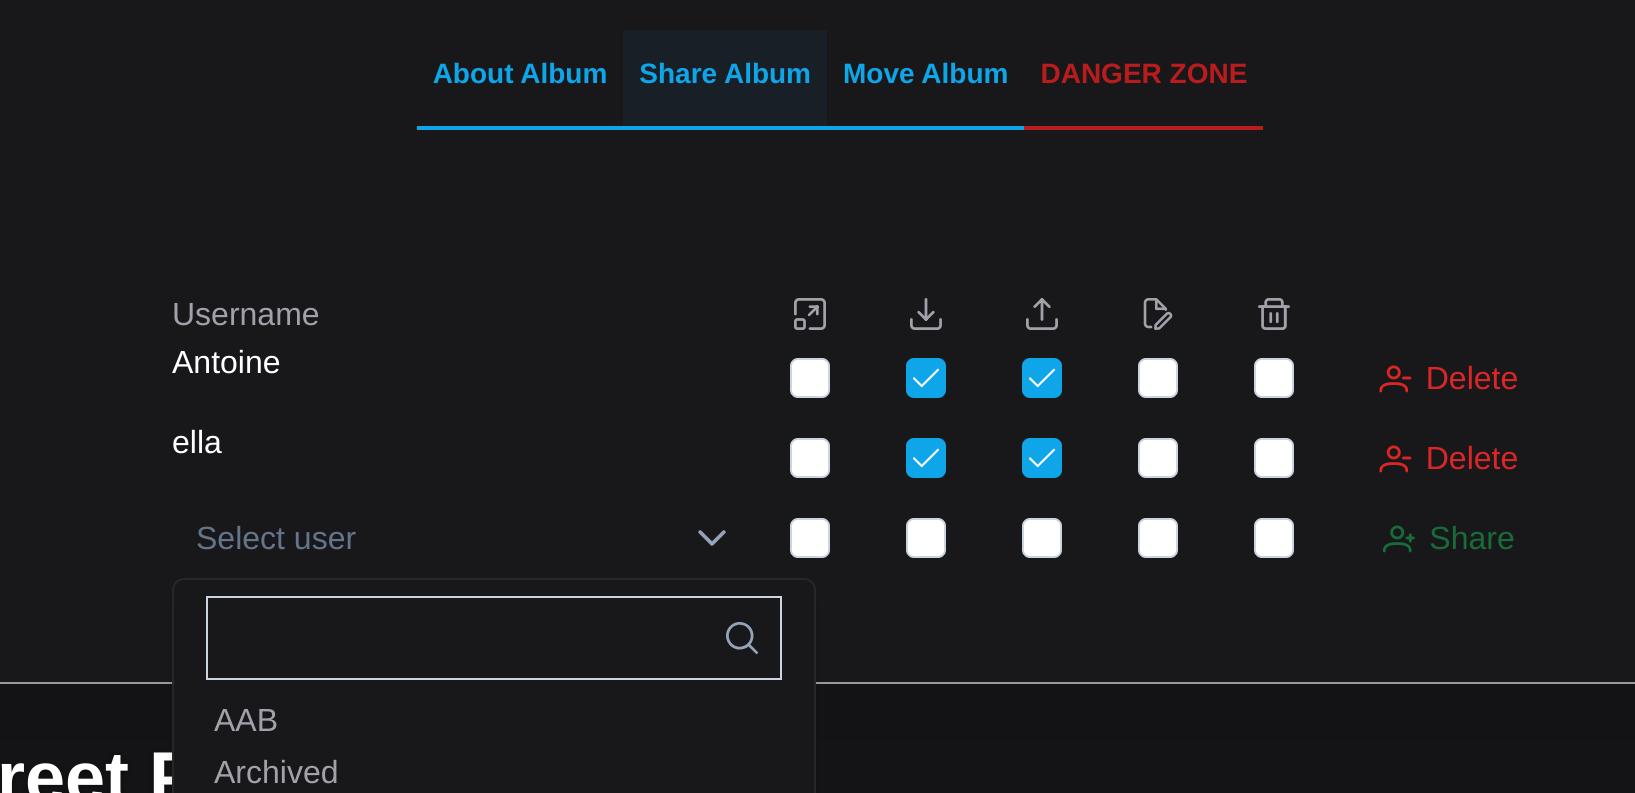 About Album Share Album Move Album DANGER ZONE
Username
Antoine Delete
ella Delete
Select user Share
AAB
Archived
reet